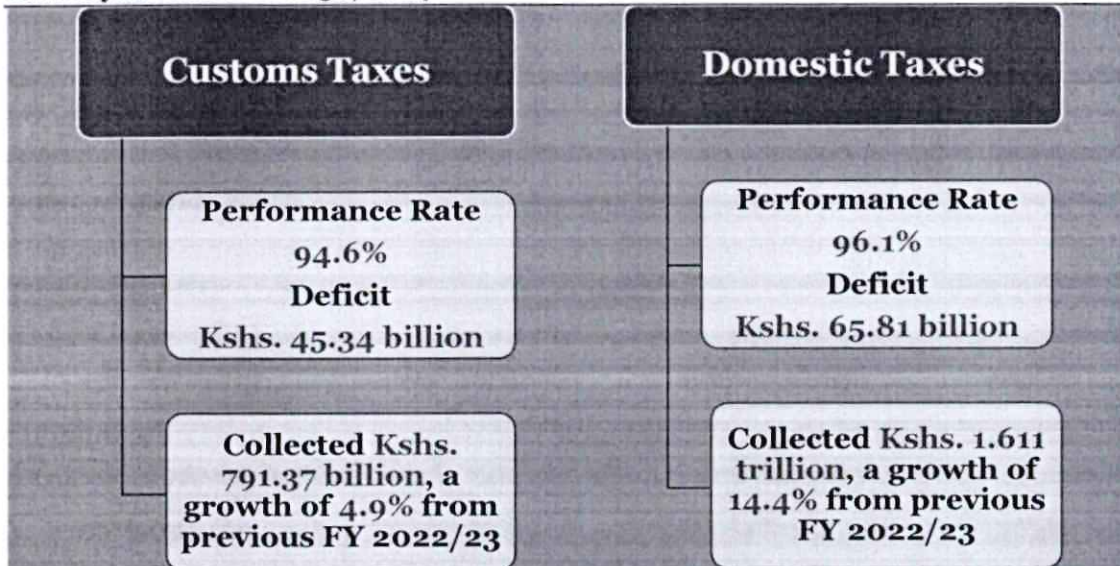 Customs Taxes
Performance Rate
94.6%
Deficit
Kshs. 45.34 billion
Collected Kshs.
791.37 billion, a
growth of 4.9% from
previous FY 2022/23
Domestic Taxes
Performance Rate
96.1%
Deficit
Kshs. 65.81 billion
Collected Kshs. 1.611
trillion, a growth of
14.4% from previous
FY 2022/23